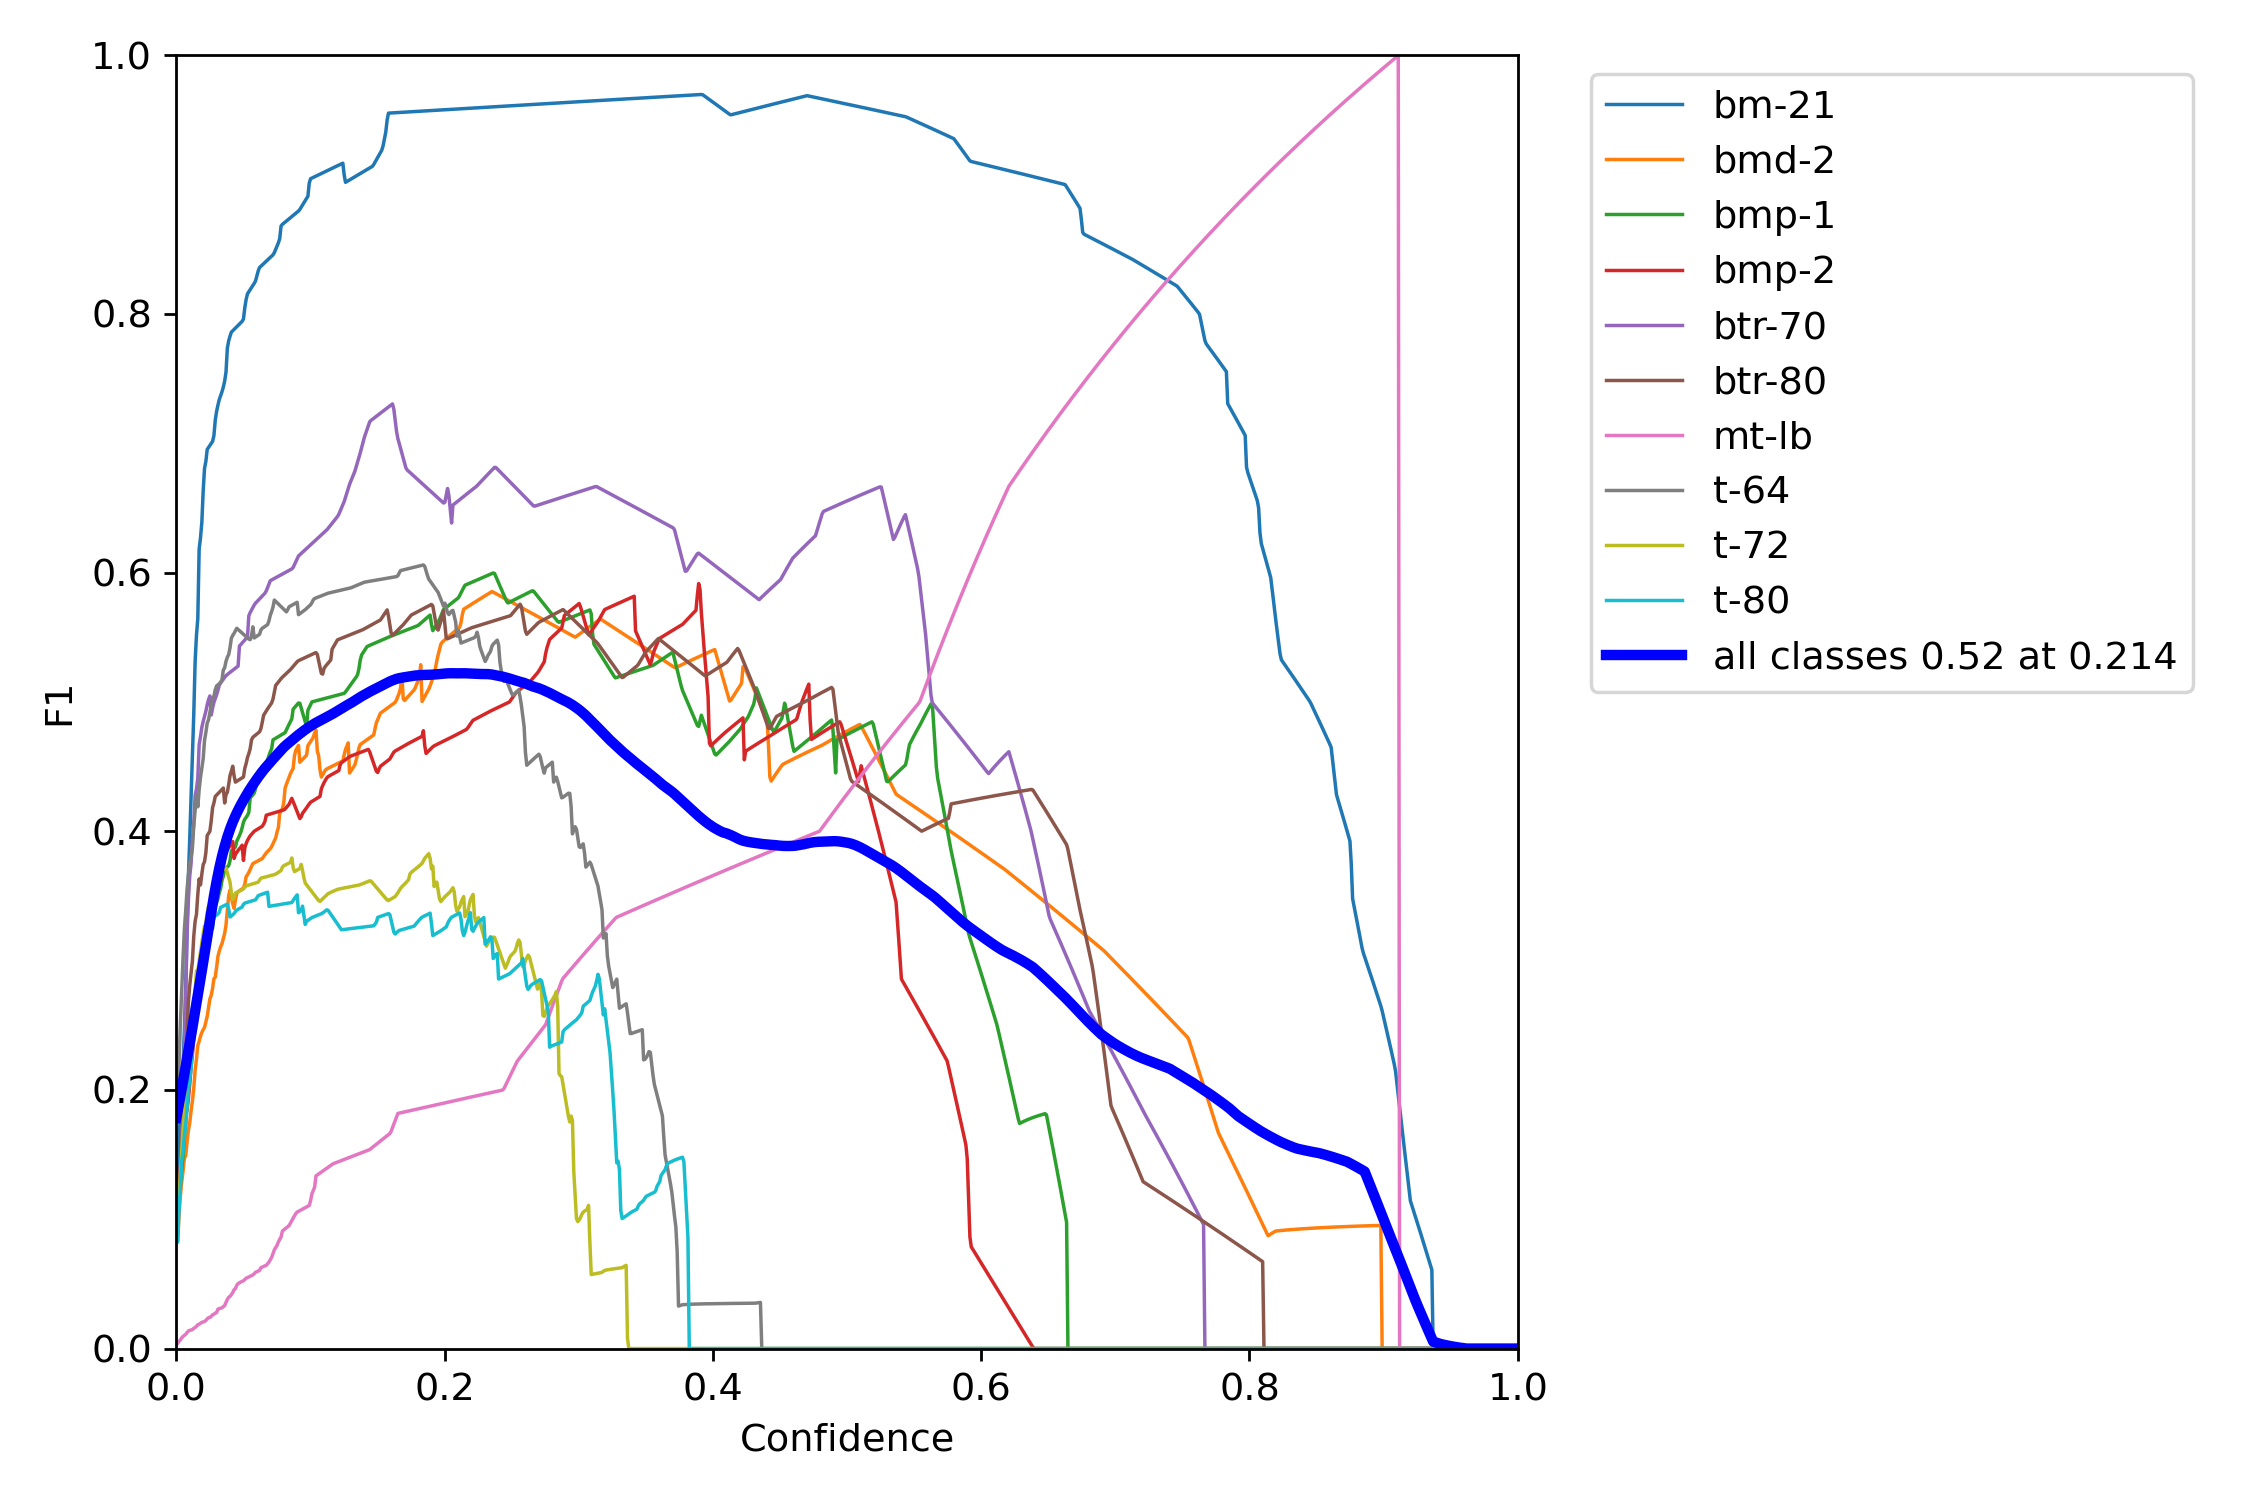 1.0
0.8
0.6
0.4
0.2
0.0
F1
0.0 0.2 0.4 0.6 0.8 1.0
Confidence
bm-21
bmd-2
bmp-1
bmp-2
btr-70
btr-80
mt-lb
t-64
t-72
t-80
all classes 0.52 at 0.214